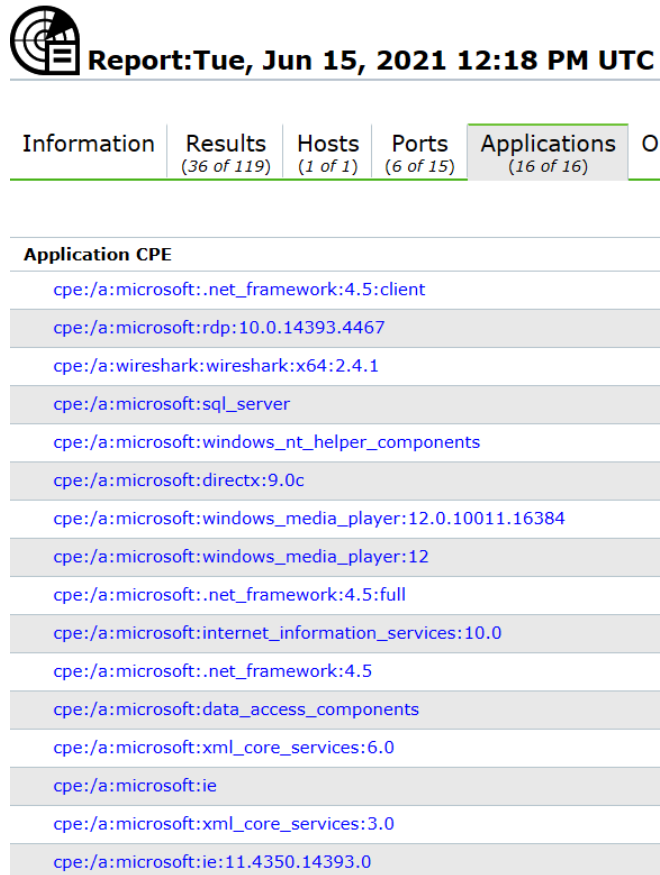 Report:Tue, Jun 15, 2021 12:18 PM UTC
Information Results Hosts Ports Applications O
(36 of 119) (1 of 1) (6 of 15) (16 of 16)
Application CPE
cpe:/a:microsoft:.net_framework:4.5:client
cpe:/a:microsoft:rdp:10.0.14393.4467
cpe:/a:wireshark:wireshark:x64:2.4.1
cpe:/a:microsoft:sql_server
cpe:/a:microsoft:windows_nt_helper_components
cpe:/a:microsoft:directx:9.0c
cpe:/a:microsoft:windows_media_player:12.0.10011.16384
cpe:/a:microsoft:windows_media_player:12
cpe:/a:microsoft:.net_framework:4.5:full
cpe:/a:microsoft:internet_information_services:10.0
cpe:/a:microsoft:.net_framework:4.5
cpe:/a:microsoft:data_access_components
cpe:/a:microsoft:xml_core_services:6.0
cpe:/a:microsoft:ie
cpe:/a:microsoft:xml_core_services:3.0
cpe:/a:microsoft:ie:11.4350.14393.0